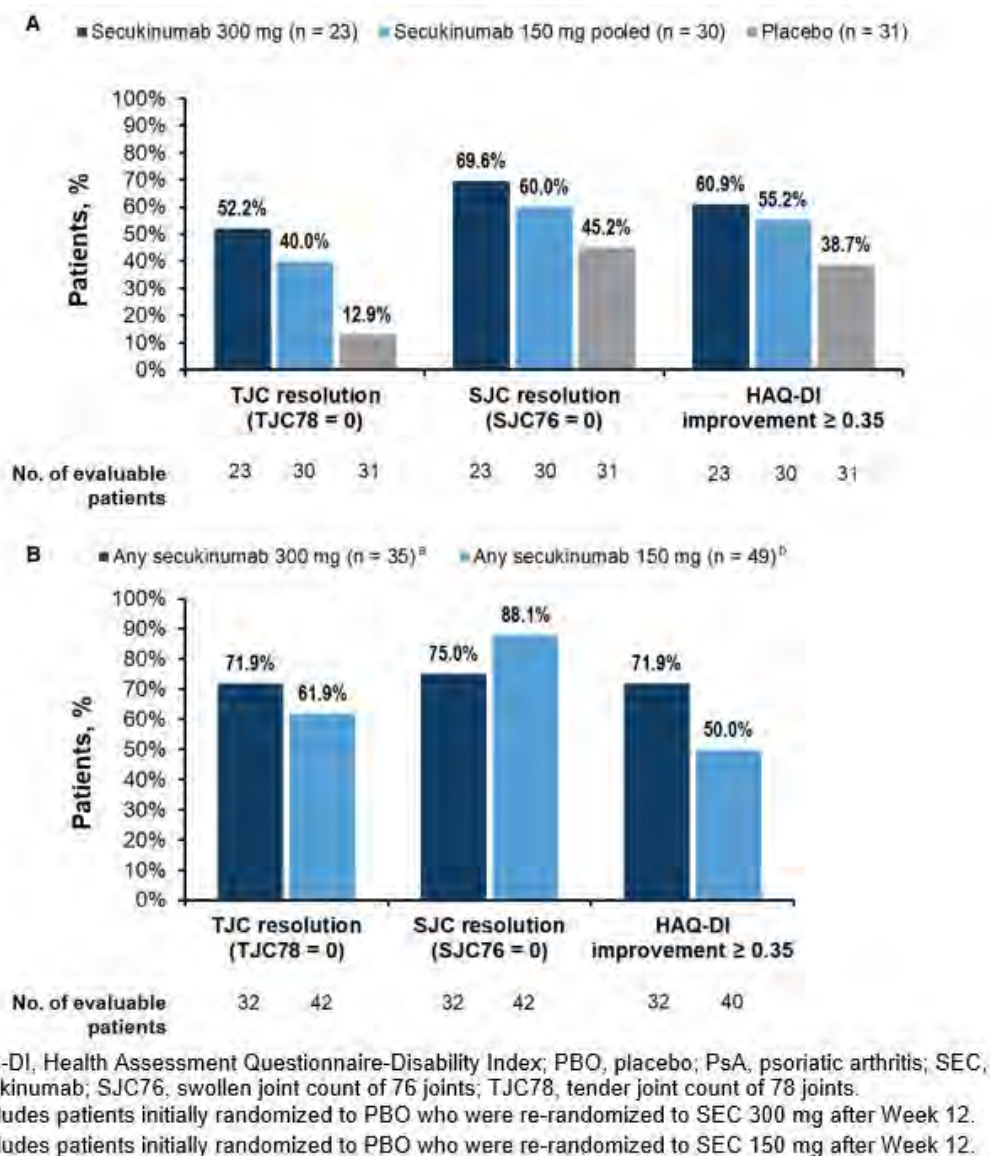 A
Secukinumab 300 mg (n = 23) Secukinumab 150 mg pooled (n = 30) Placebo (n = 31)
Patients, %
100%
90%
80%
70%
60%
50%
40%
30%
20%
10%
0%
52.2%
40.0%
12.9%
69.6%
60.0%
45.2%
60.9%
55.2%
38.7%
TJC resolution
(TJC78 = 0)
SJC resolution
(SJC76 = 0)
HAQ-DI
improvement ≥ 0.35
No. of evaluable
patients
23 30 31 23 30 31 23 30 31
B
Any secukinumab 300 mg (n = 35)a Any secukinumab 150 mg (n = 49)b
Patients, %
100%
90%
80%
70%
60%
50%
40%
30%
20%
10%
0%
71.9%
61.9%
75.0%
88.1%
71.9%
50.0%
TJC resolution
(TJC78 = 0)
SJC resolution
(SJC76 = 0)
HAQ-DI
improvement ≥ 0.35
No. of evaluable
patients
32 42 32 42 32 40
-DI, Health Assessment Questionnaire-Disability Index; PBO, placebo; PsA, psoriatic arthritis; SEC,
kinumab; SJC76, swollen joint count of 76 joints; TJC78, tender joint count of 78 joints.
ludes patients initially randomized to PBO who were re-randomized to SEC 300 mg after Week 12.
ludes patients initially randomized to PBO who were re-randomized to SEC 150 mg after Week 12.